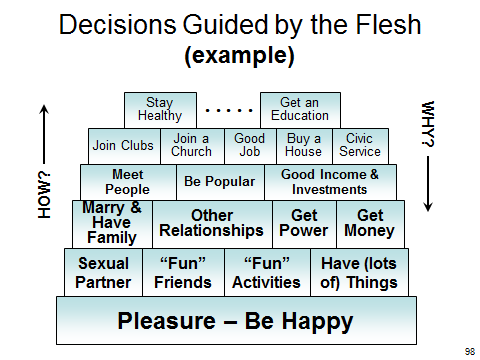 Decisions Guided by the Flesh
(example)
Stay
Healthy
. . . . .
Get an
Education
Join Clubs
Join a
Church
Good
Job
Buy a
House
Civic
Service
Meet
People
Be Popular
Good Income &
Investments
Marry &
Have
Family
Other
Relationships
Get
Power
Get
Money
Sexual
Partner
“Fun”
Friends
“Fun”
Activities
Have (lots
of) Things
Pleasure – Be Happy
HOW?
WHY?
98